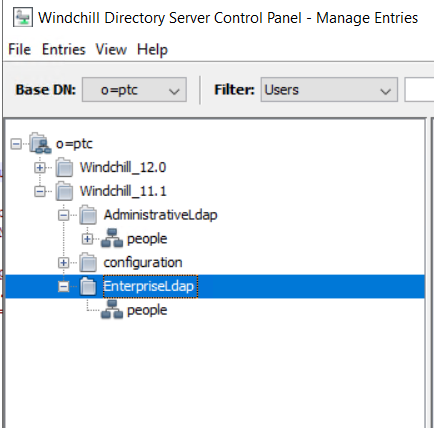 Windchill Directory Server Control Panel - Manage Entries
File Entries View Help
Base DN: o=ptc Filter: Users
o=ptc
Windchill_12.0
Windchill_11.1
AdministrativeLdap
people
configuration
EnterpriseLdap
people